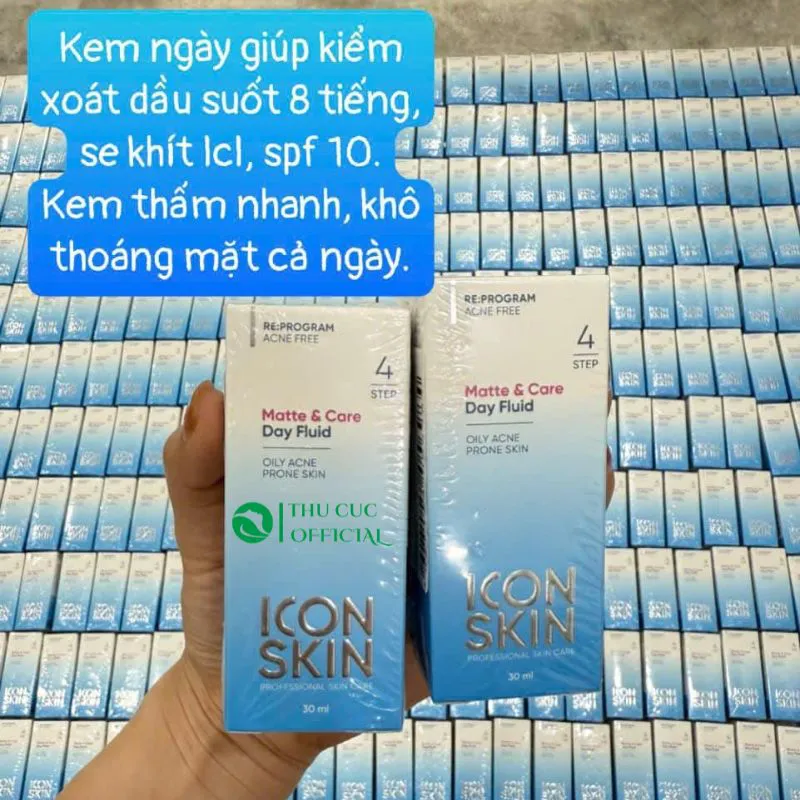 Kem ngày giúp kiểm
xoát dầu suốt 8 tiếng,
se khít lcl, spf 10.
Kem thấm nhanh, khô
thoáng mặt cả ngày.
RE:PROGRAM
ACNE FREE
4
STEP
Matte & Care
Day Fluid
OILY ACNE
PRONE SKIN
THU CUC
OFFICIAL
ICON
SKIN
PROFESSIONAL SKIN CARE
30 ml
RE:PROGRAM
ACNE FREE
4
STEP
Matte & Care
Day Fluid
OILY ACNE
PRONE SKIN
ICON
SKIN
PROFESSIONAL SKIN CARE
30 ml